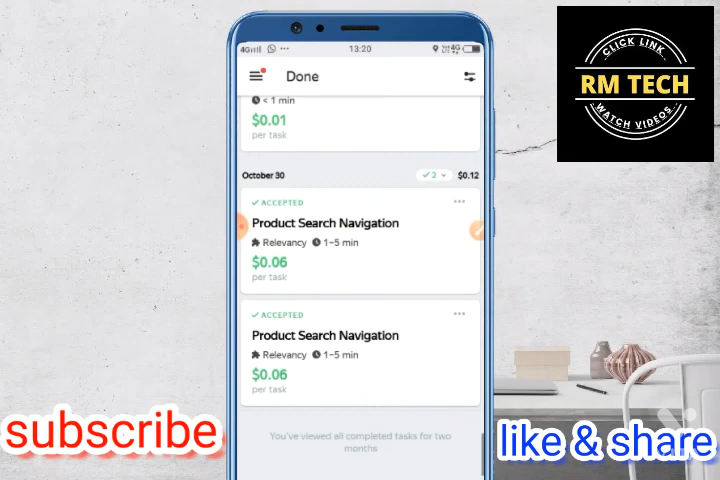 4G
13:20
4G
Done
< 1 min
$0.01
per task
October 30
2
$0.12
ACCEPTED
Product Search Navigation
Relevancy 1–5 min
$0.06
per task
ACCEPTED
Product Search Navigation
Relevancy 1–5 min
$0.06
per task
You've viewed all completed tasks for two
months
CLICK LINK
RM TECH
WATCH VIDEOS
subscribe
like & share